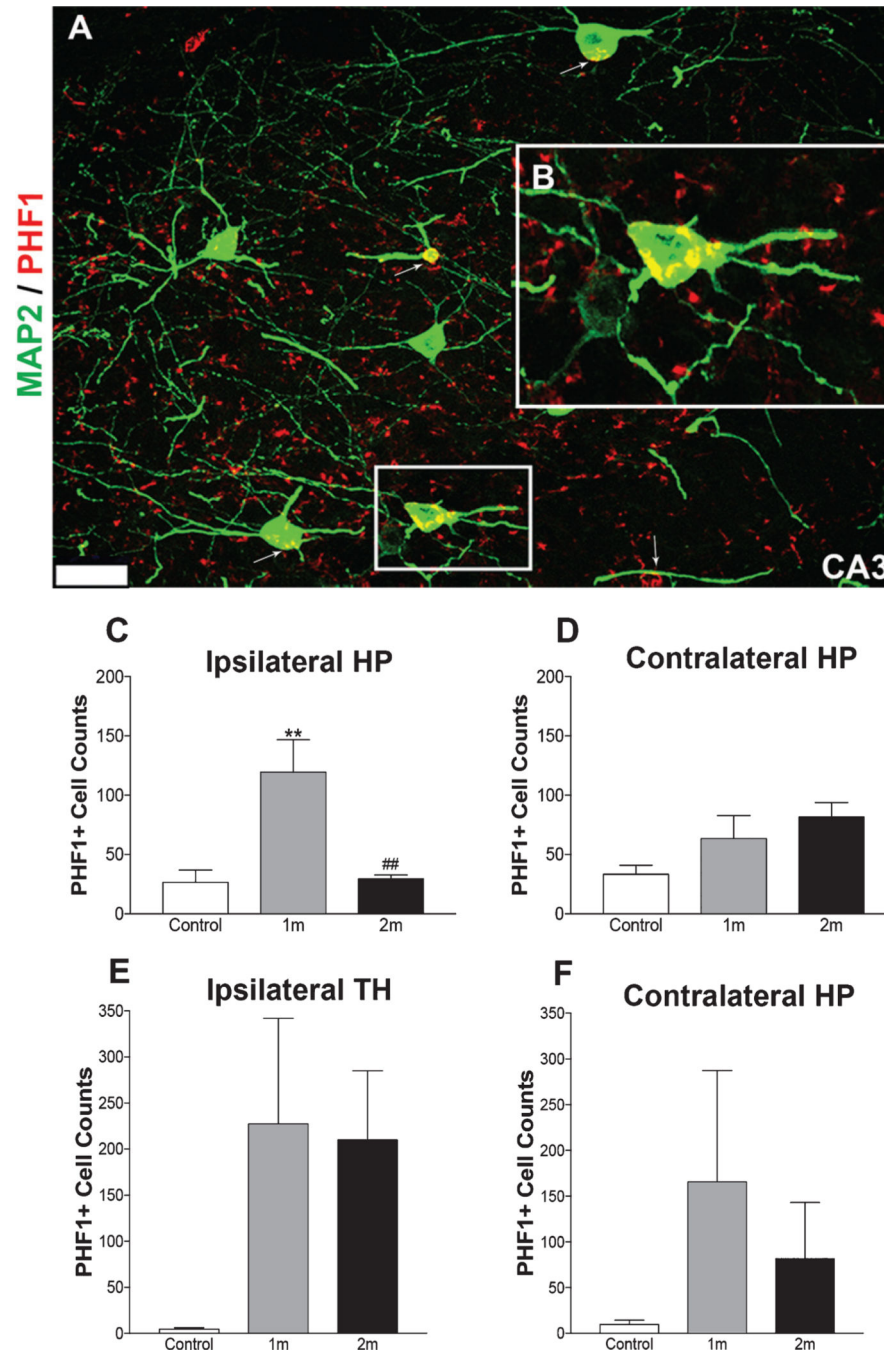 A
MAP2 / PHF1
B
CA3
C
Ipsilateral HP
PHF1+ Cell Counts
200
150
100
50
0
**
##
Control 1m 2m
D
Contralateral HP
PHF1+ Cell Counts
200
150
100
50
0
Control 1m 2m
E
Ipsilateral TH
PHF1+ Cell Counts
350
300
250
200
150
100
50
0
Control 1m 2m
F
Contralateral HP
PHF1+ Cell Counts
350
300
250
200
150
100
50
0
Control 1m 2m